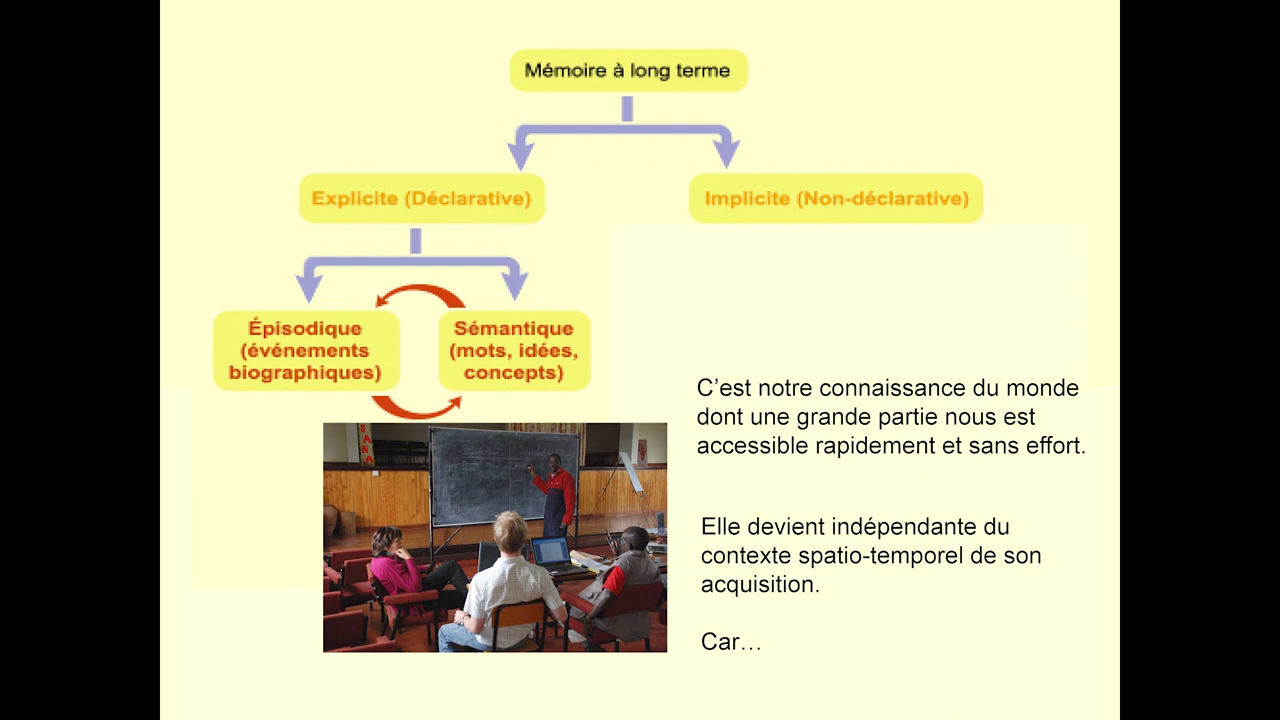 Mémoire à long terme
Explicite (Déclarative)
Implicite (Non-déclarative)
Épisodique
(événements
biographiques)
Sémantique
(mots, idées,
concepts)
C’est notre connaissance du monde
dont une grande partie nous est
accessible rapidement et sans effort.
Elle devient indépendante du
contexte spatio-temporel de son
acquisition.
Car…